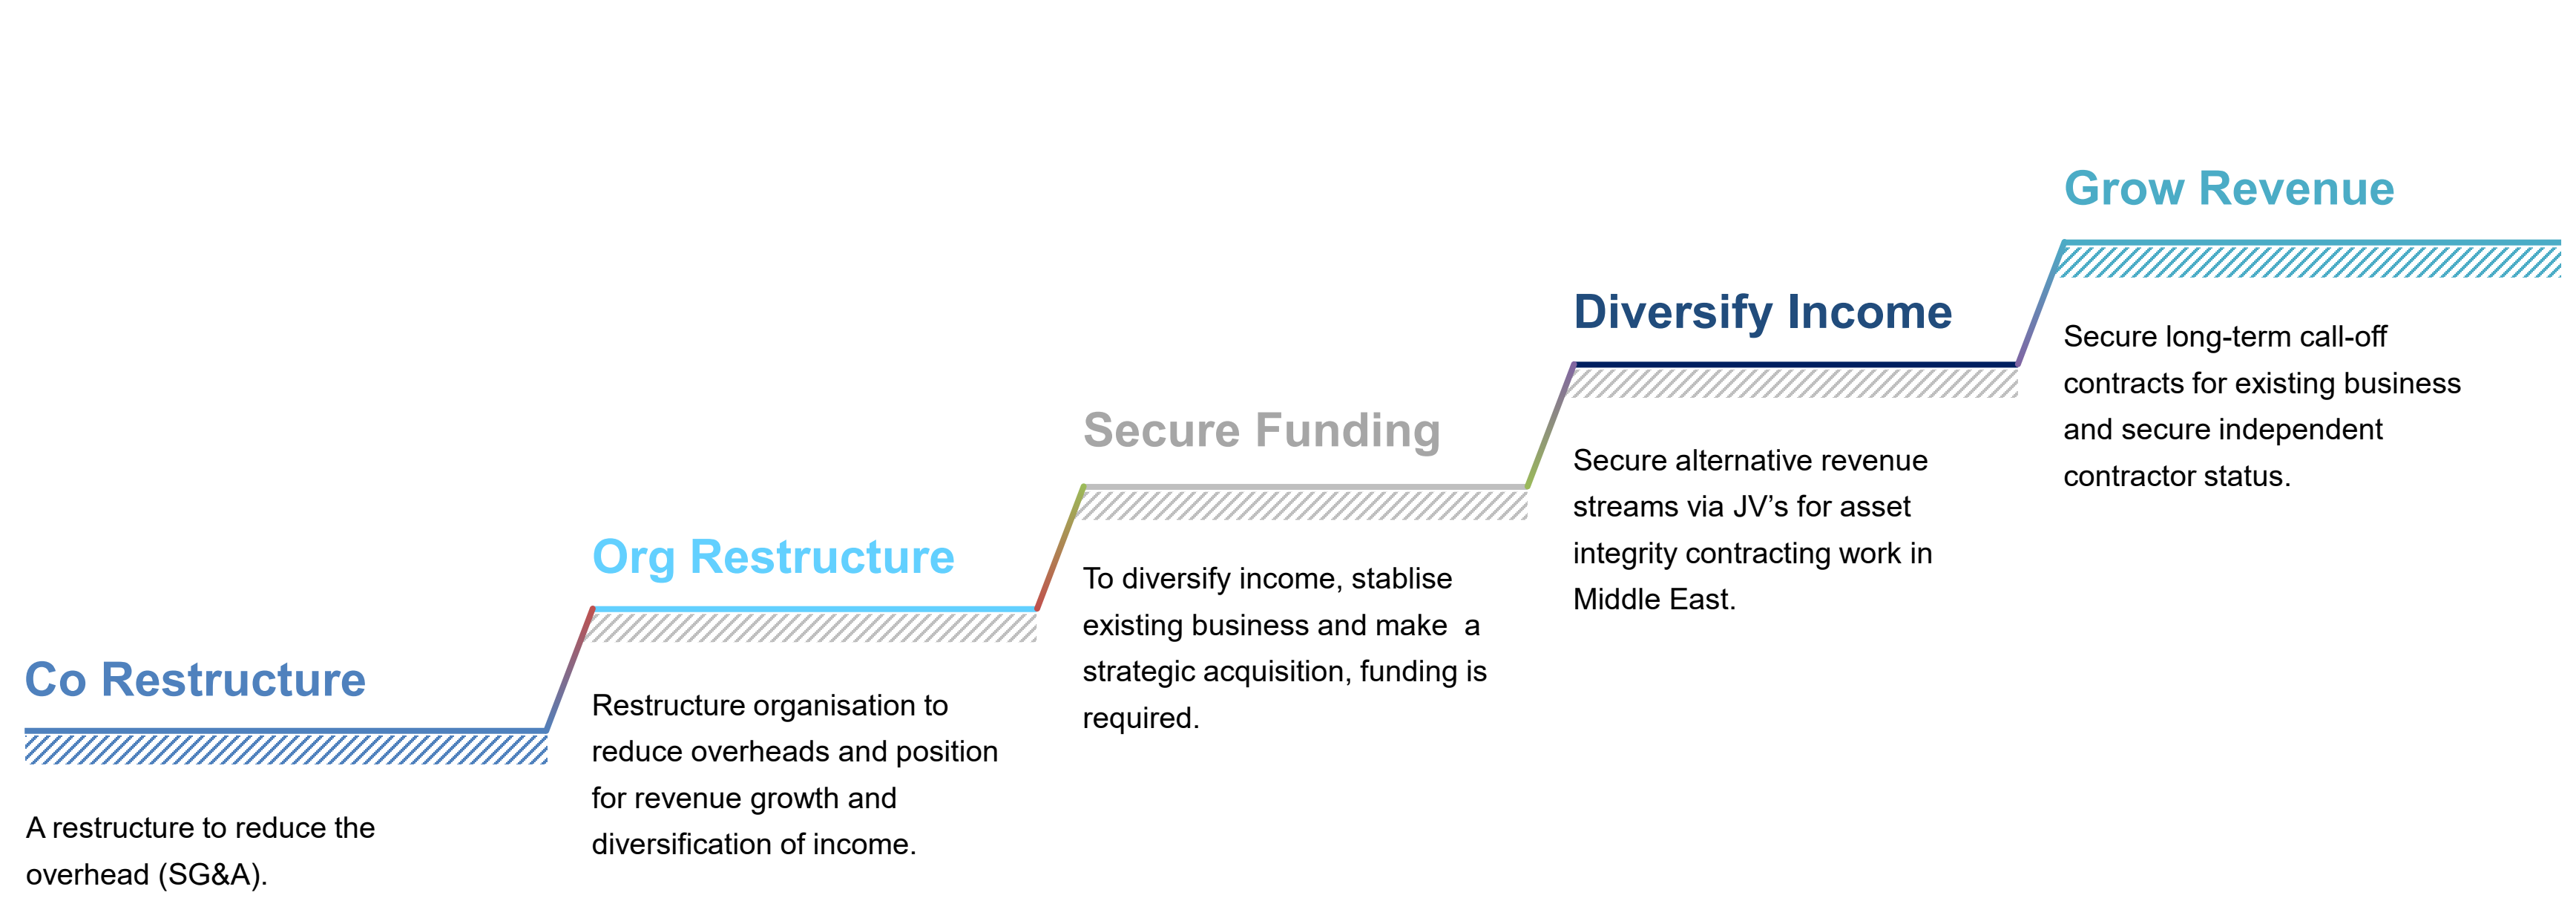 Co Restructure
A restructure to reduce the
overhead (SG&A).
Org Restructure
Restructure organisation to
reduce overheads and position
for revenue growth and
diversification of income.
Secure Funding
To diversify income, stablise
existing business and make  a
strategic acquisition, funding is
required.
Diversify Income
Secure alternative revenue
streams via JV’s for asset
integrity contracting work in
Middle East.
Grow Revenue
Secure long-term call-off
contracts for existing business
and secure independent
contractor status.